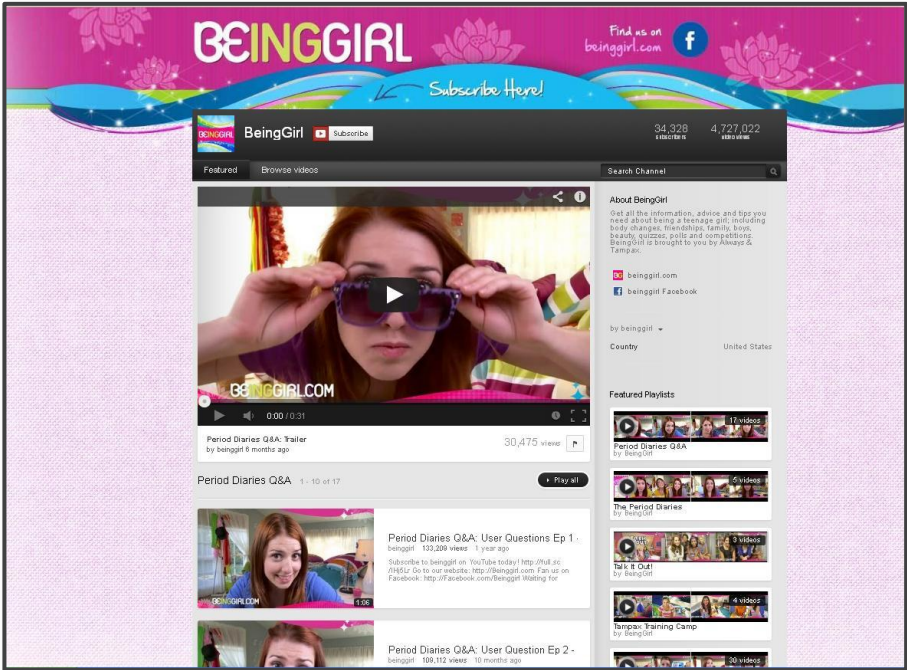 BEINGGIRL
Find us on
beinggirl.com
f
Subscribe Here!
BEINGGIRL
BeingGirl
Subscribe
34,328
subscribers
4,727,022
video views
Featured
Browse videos
Search Channel
BEINGGIRL.COM
0:00 / 0:31
Period Diaries Q&A: Trailer
by beinggirl 6 months ago
30,475 views
Period Diaries Q&A 1 - 10 of 17
Play all
Period Diaries Q&A: User Questions Ep 1 -
beinggirl 133,209 views 1 year ago
Subscribe to beinggirl on YouTube today! http://full.sc
Go to our website: http://Beinggirl.com Fan us on
Facebook: http://Facebook.com/Beinggirl Waiting for
BEINGGIRL.COM
1:06
Period Diaries Q&A: User Question Ep 2 -
beinggirl 109,112 views 10 months ago
About BeingGirl
Get all the information, advice and tips you
need about being a teenage girl; including
body changes, friendships, family, boys,
beauty, quizzes, polls and competitions.
BeingGirl is brought to you by Always &
Tampax.
BG beinggirl.com
f beinggirl Facebook
by beinggirl
Country United States
Featured Playlists
17 videos
Period Diaries Q&A
by BeingGirl
5 videos
The Period Diaries
by BeingGirl
3 videos
Talk It Out!
by BeingGirl
4 videos
Tampax Training Camp
by BeingGirl
30 videos